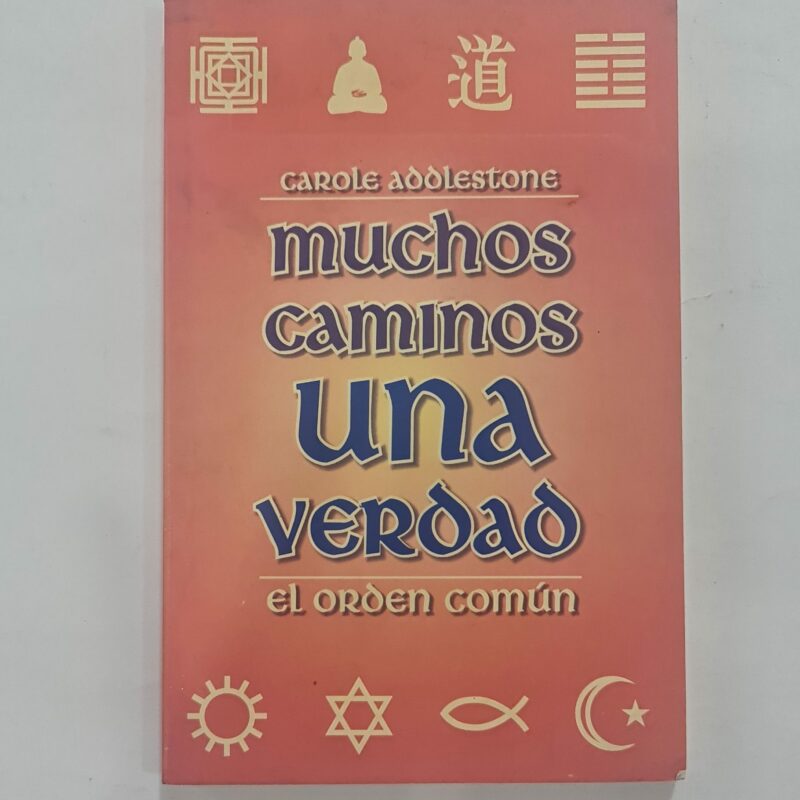 道
CAROLE ADDLESTONE
MUCHOS
CAMINOS
UNA
VERDAD
EL ORDEN COMÚN